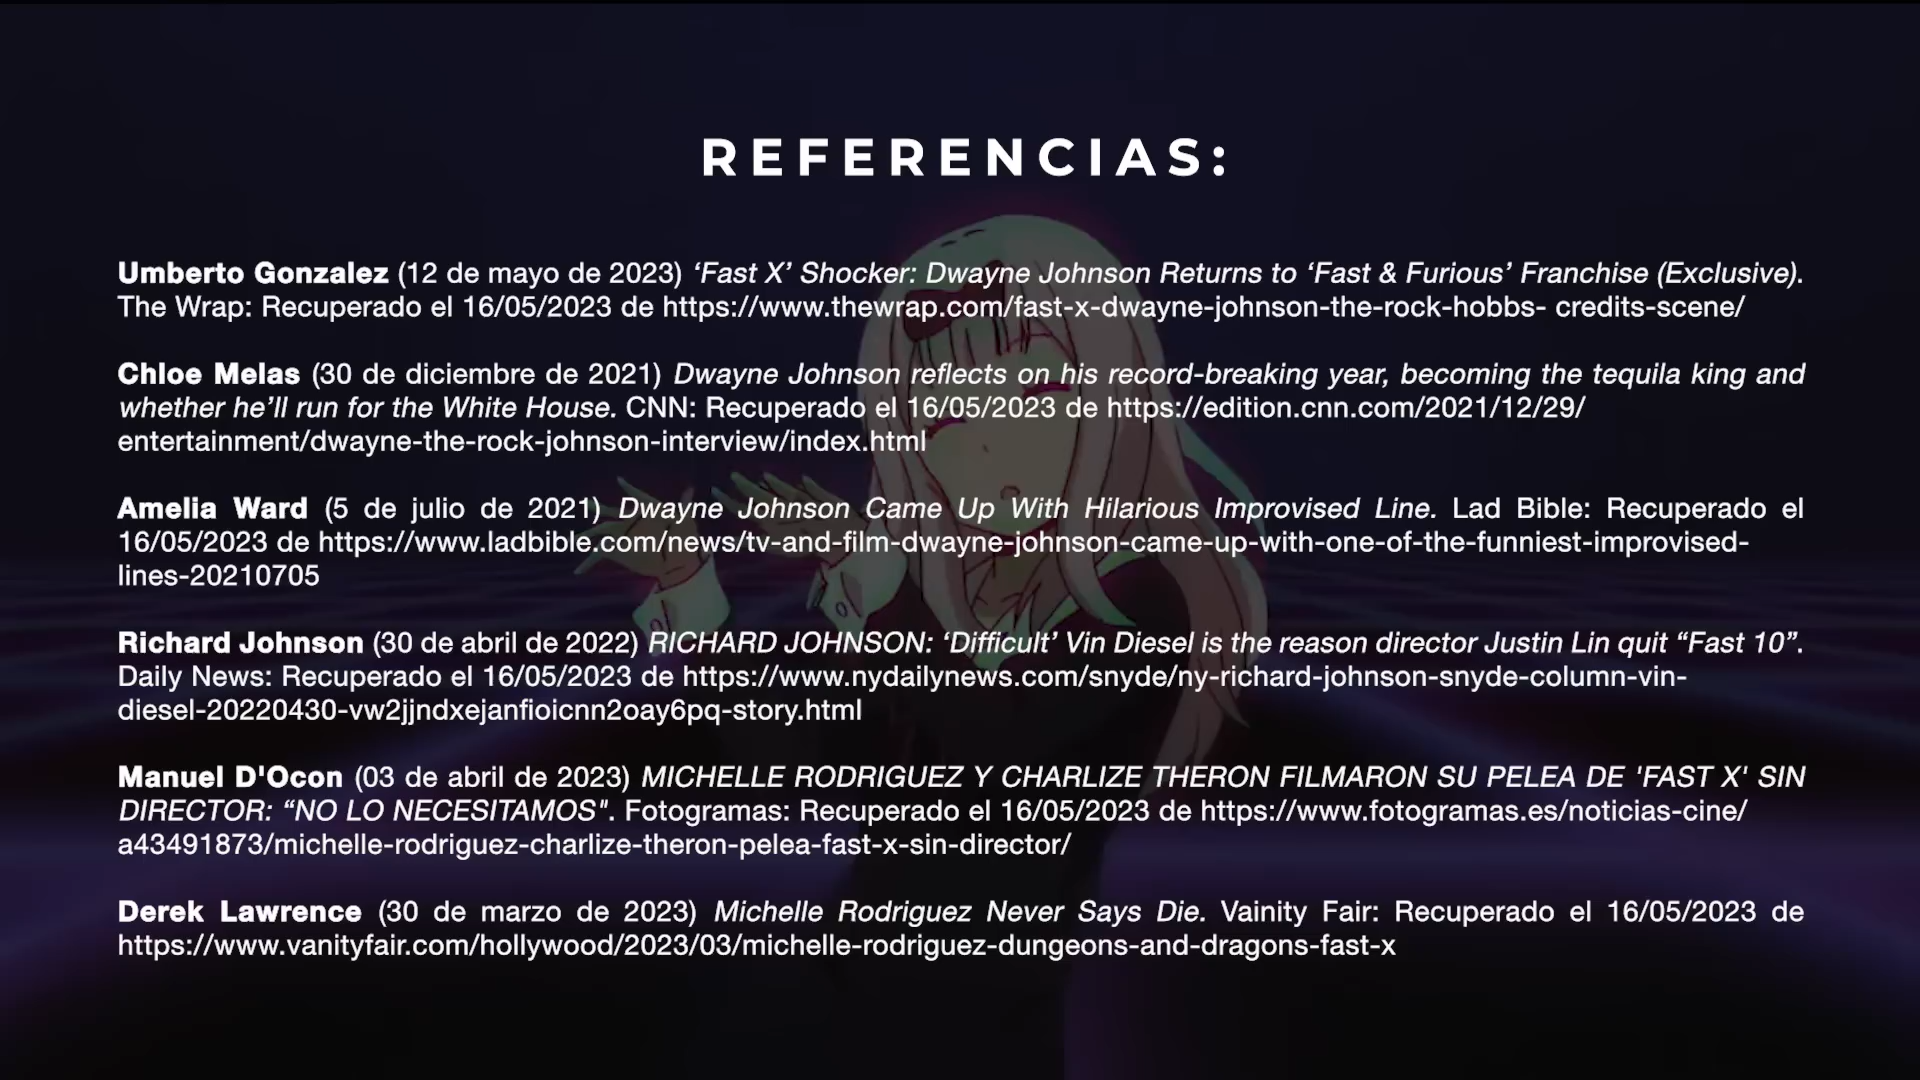 REFERENCIAS:
Umberto Gonzalez (12 de mayo de 2023) ‘Fast X’ Shocker: Dwayne Johnson Returns to ‘Fast & Furious’ Franchise (Exclusive).
The Wrap: Recuperado el 16/05/2023 de https://www.thewrap.com/fast-x-dwayne-johnson-the-rock-hobbs- credits-scene/
Chloe Melas (30 de diciembre de 2021) Dwayne Johnson reflects on his record-breaking year, becoming the tequila king and
whether he’ll run for the White House. CNN: Recuperado el 16/05/2023 de https://edition.cnn.com/2021/12/29/
entertainment/dwayne-the-rock-johnson-interview/index.html
Amelia Ward (5 de julio de 2021) Dwayne Johnson Came Up With Hilarious Improvised Line. Lad Bible: Recuperado el
16/05/2023 de https://www.ladbible.com/news/tv-and-film-dwayne-johnson-came-up-with-one-of-the-funniest-improvised-
lines-20210705
Richard Johnson (30 de abril de 2022) RICHARD JOHNSON: ‘Difficult’ Vin Diesel is the reason director Justin Lin quit “Fast 10”.
Daily News: Recuperado el 16/05/2023 de https://www.nydailynews.com/snyde/ny-richard-johnson-snyde-column-vin-
diesel-20220430-vw2jjndxejanfioicnn2oay6pq-story.html
Manuel D'Ocon (03 de abril de 2023) MICHELLE RODRIGUEZ Y CHARLIZE THERON FILMARON SU PELEA DE 'FAST X' SIN
DIRECTOR: “NO LO NECESITAMOS". Fotogramas: Recuperado el 16/05/2023 de https://www.fotogramas.es/noticias-cine/
a43491873/michelle-rodriguez-charlize-theron-pelea-fast-x-sin-director/
Derek Lawrence (30 de marzo de 2023) Michelle Rodriguez Never Says Die. Vainity Fair: Recuperado el 16/05/2023 de
https://www.vanityfair.com/hollywood/2023/03/michelle-rodriguez-dungeons-and-dragons-fast-x